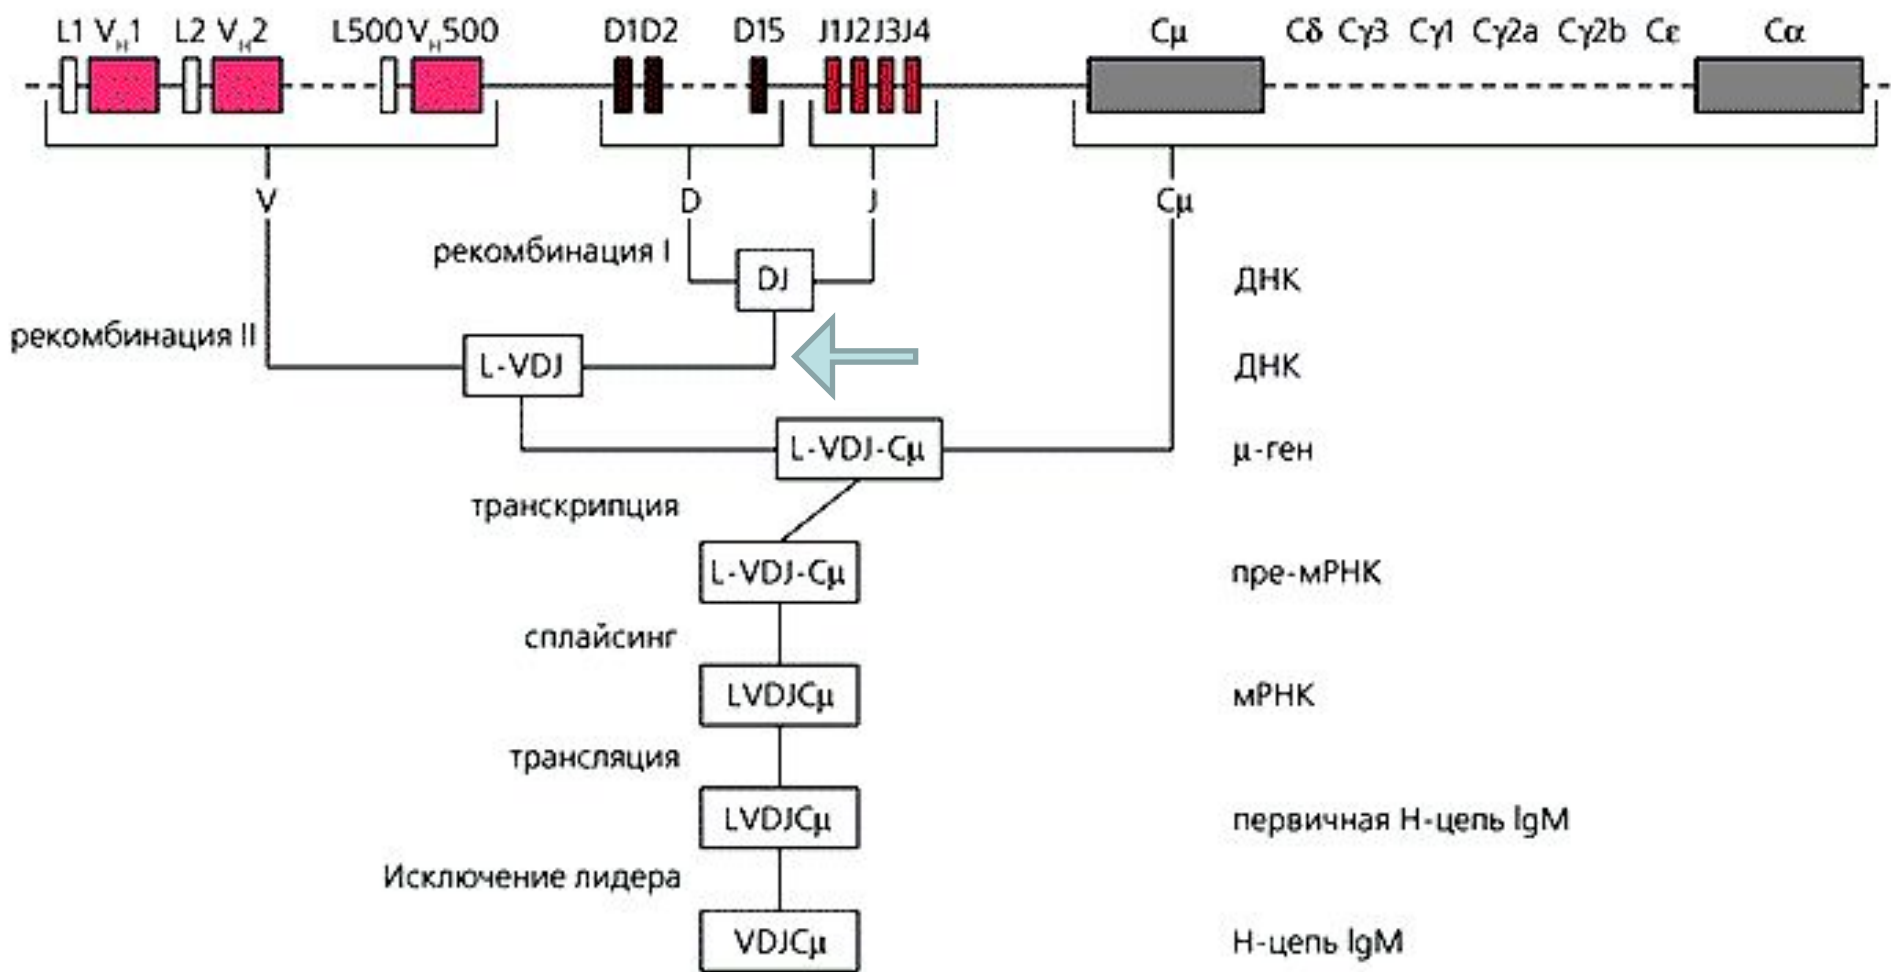 L1 VH1 L2 VH2 L500 VH500 D1D2 D15 J1J2J3J4 Cμ Cδ Cγ3 Cγ1 Cγ2a Cγ2b Cε Cα
V D J Cμ
рекомбинация I
DJ ДНК
рекомбинация II
L-VDJ ДНК
L-VDJ-Cμ μ-ген
транскрипция
L-VDJ-Cμ пре-мРНК
сплайсинг
LVDJCμ мРНК
трансляция
LVDJCμ первичная Н-цепь IgM
Исключение лидера
VDJCμ Н-цепь IgM